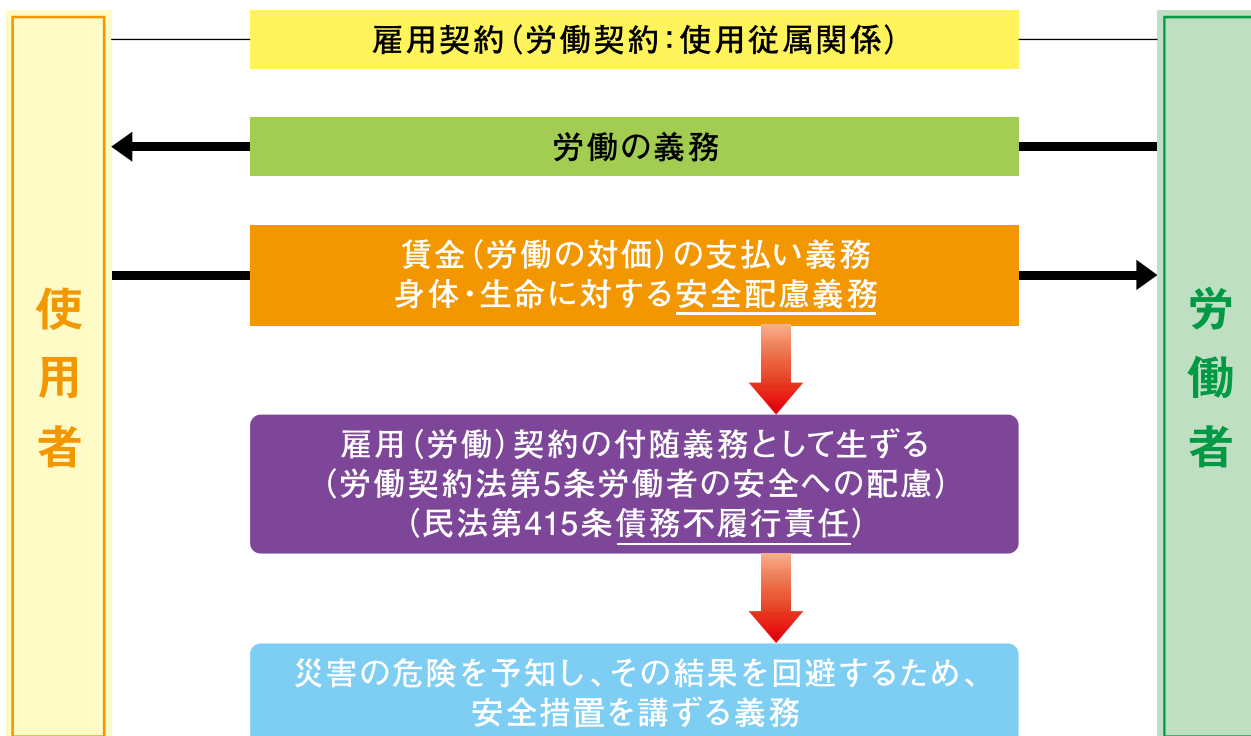 雇用契約（労働契約：使用従属関係）
労働の義務
賃金（労働の対価）の支払い義務
身体・生命に対する安全配慮義務
使用者
労働者
雇用（労働）契約の付随義務として生ずる
（労働契約法第5条労働者の安全への配慮）
（民法第415条債務不履行責任）
災害の危険を予知し、その結果を回避するため、
安全措置を講ずる義務